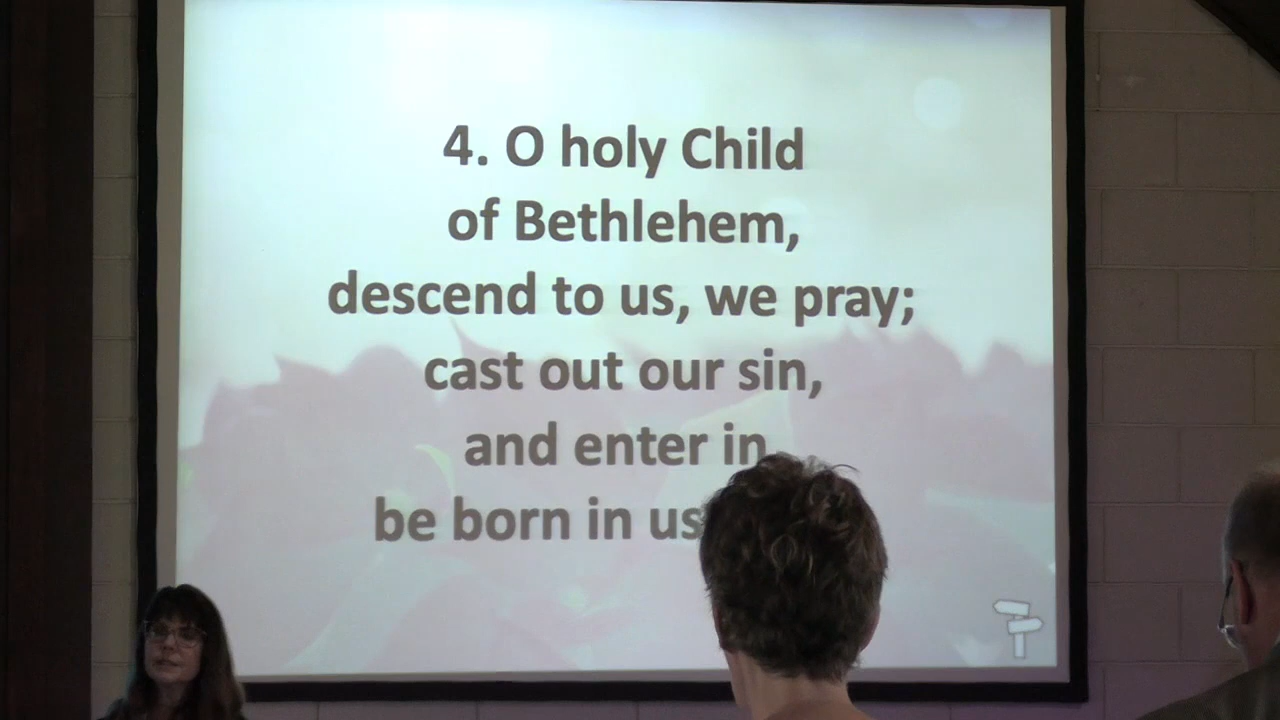 4. O holy Child
of Bethlehem,
descend to us, we pray;
cast out our sin,
and enter in
be born in us